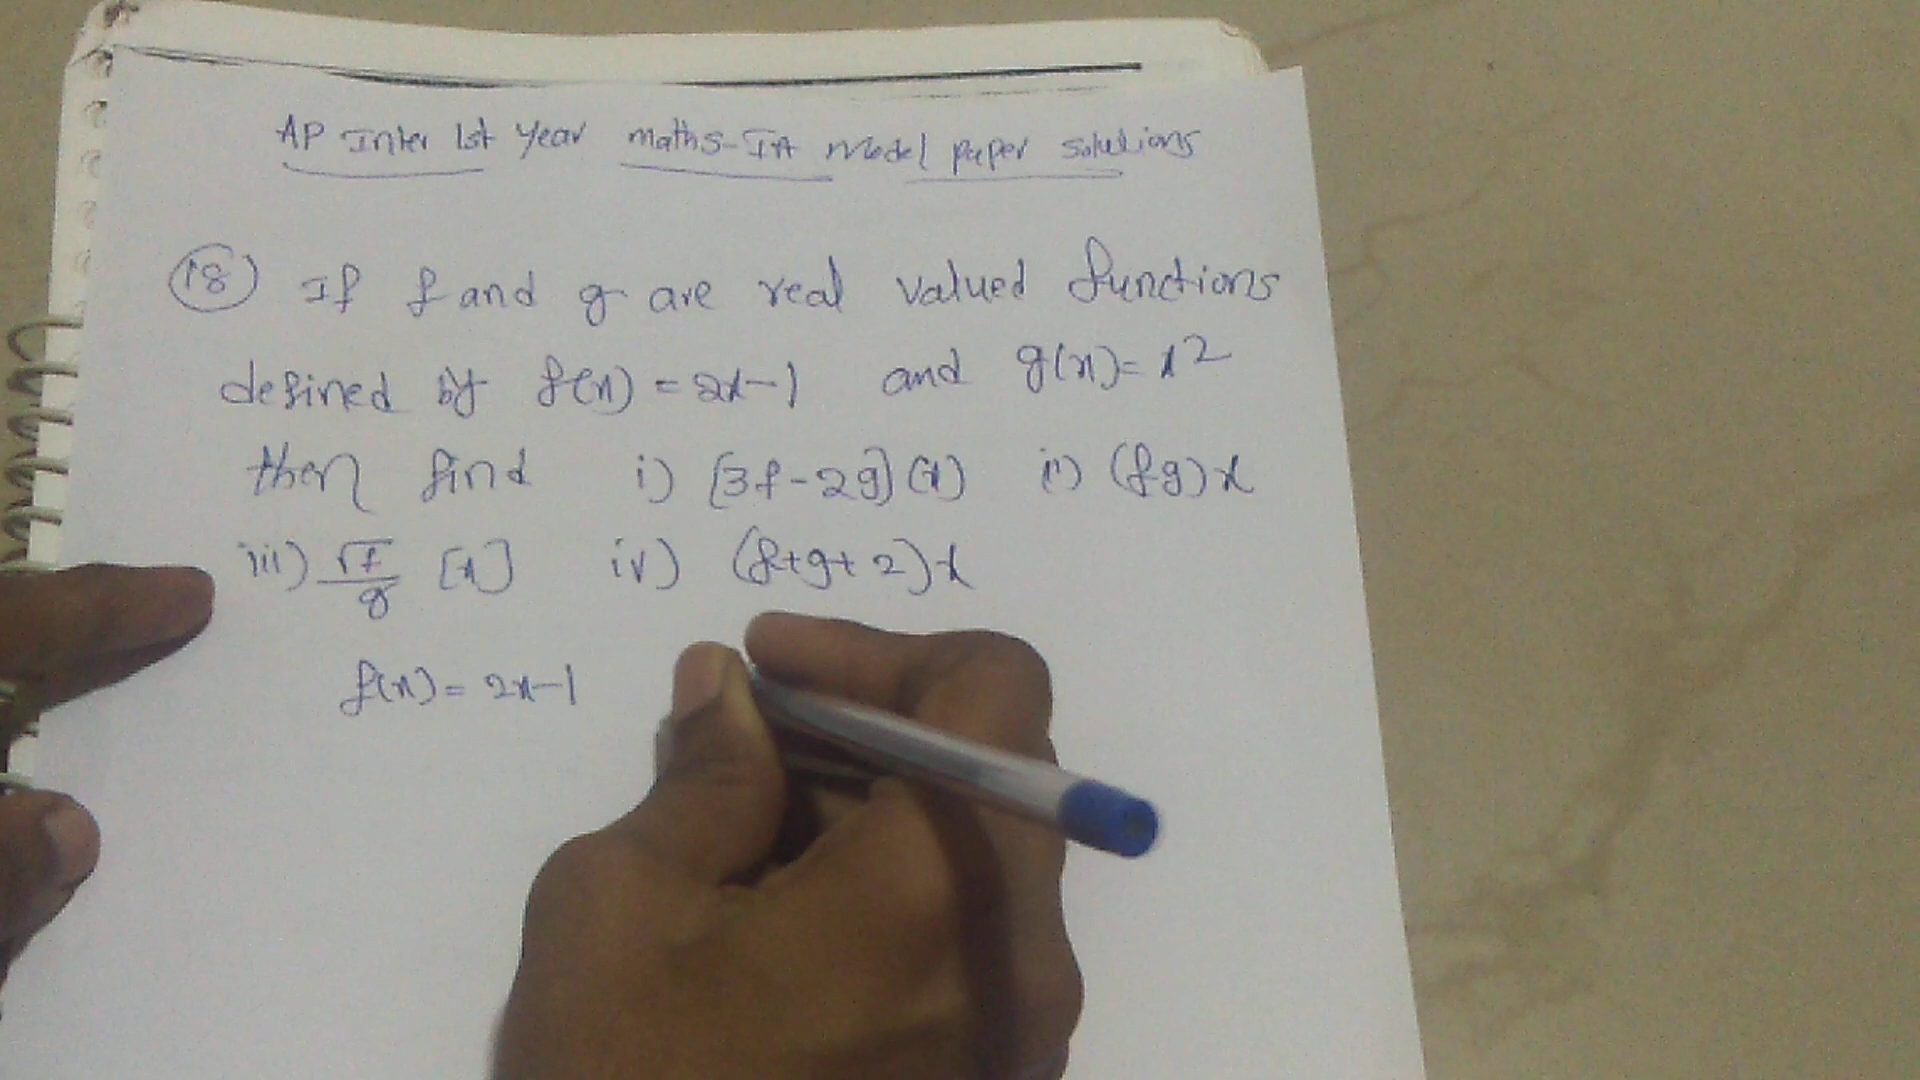 AP Inter 1st Year maths-IA Model paper solutions
(18) If f and g are real valued functions
defined by f(x) = 2x-1 and g(x)= x²
then find i) [3f-2g](x) ii) (fg)x
iii) √f/g [x] iv) (f+g+2)x
f(x)= 2x-1